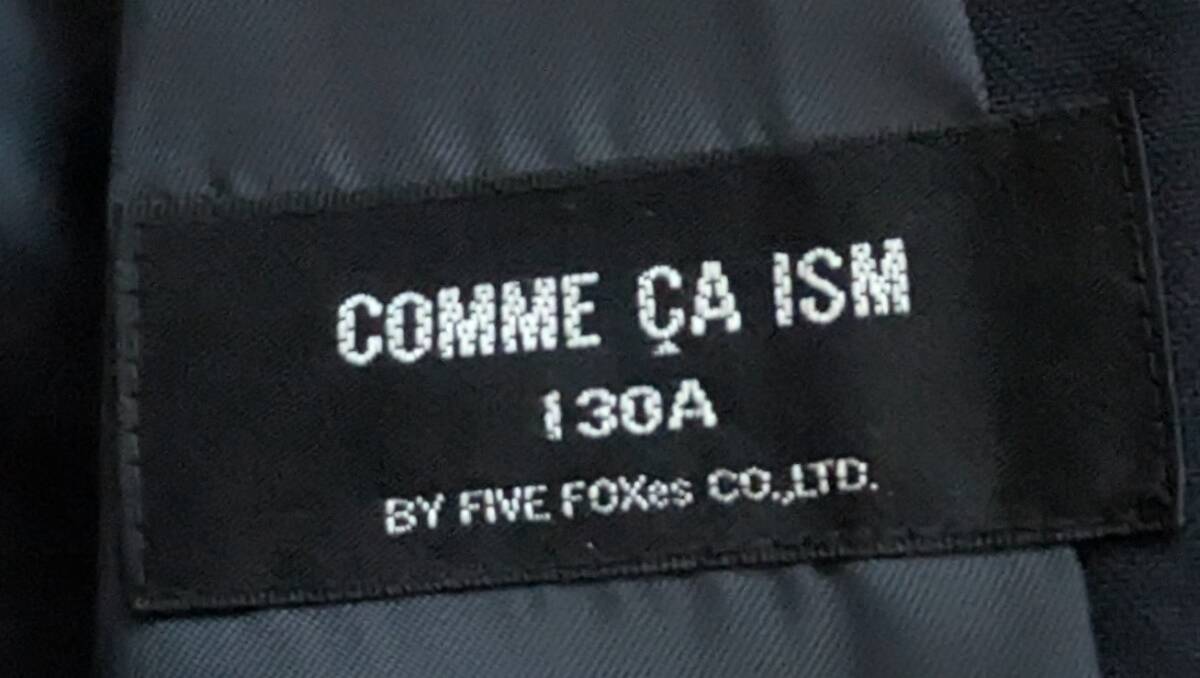 COMME ÇA ISM
130A
BY FIVE FOXes CO.,LTD.